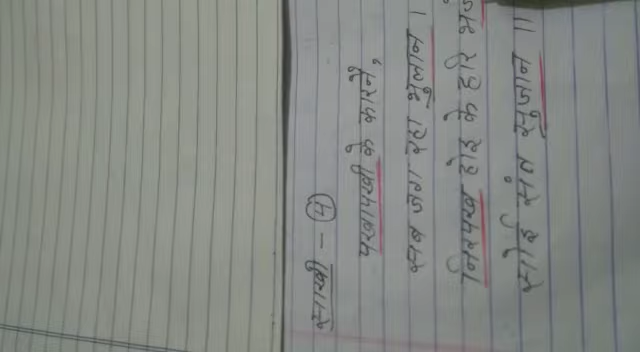 साखी - (4)
पखापखी के कारने,
सब जग रहा भुलान ।
निरपख होई के हरि
सोई संत सुजान ॥